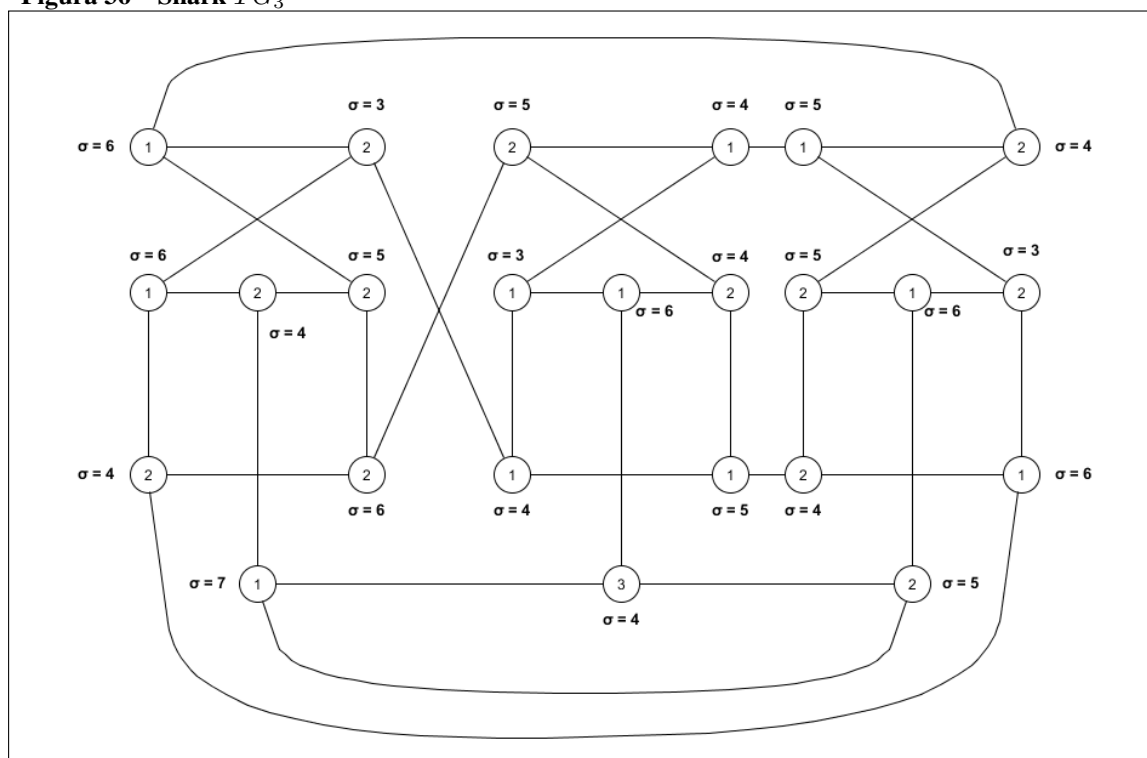 Figura Snark
σ = 3 σ = 5 σ = 4 σ = 5
σ = 6 1 2 2 1 1 2 σ = 4
σ = 6 σ = 5 σ = 3 σ = 4 σ = 5 σ = 3
1 2 2 1 1 2 2 1 2
σ = 6 σ = 6
σ = 4
σ = 4 2 2 1 1 2 1 σ = 6
σ = 6 σ = 4 σ = 5 σ = 4
σ = 7 1 3 2 σ = 5
σ = 4